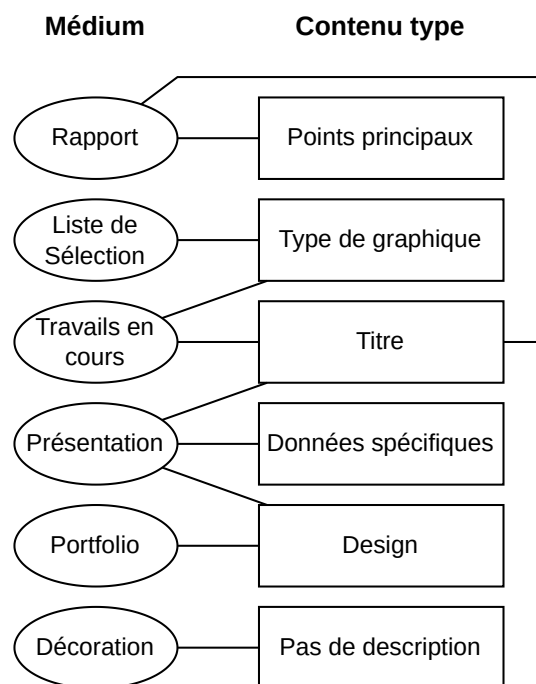 Médium Contenu type
Rapport Points principaux
Liste de
Sélection
Type de graphique
Travails en
cours
Titre
Présentation Données spécifiques
Portfolio Design
Décoration Pas de description